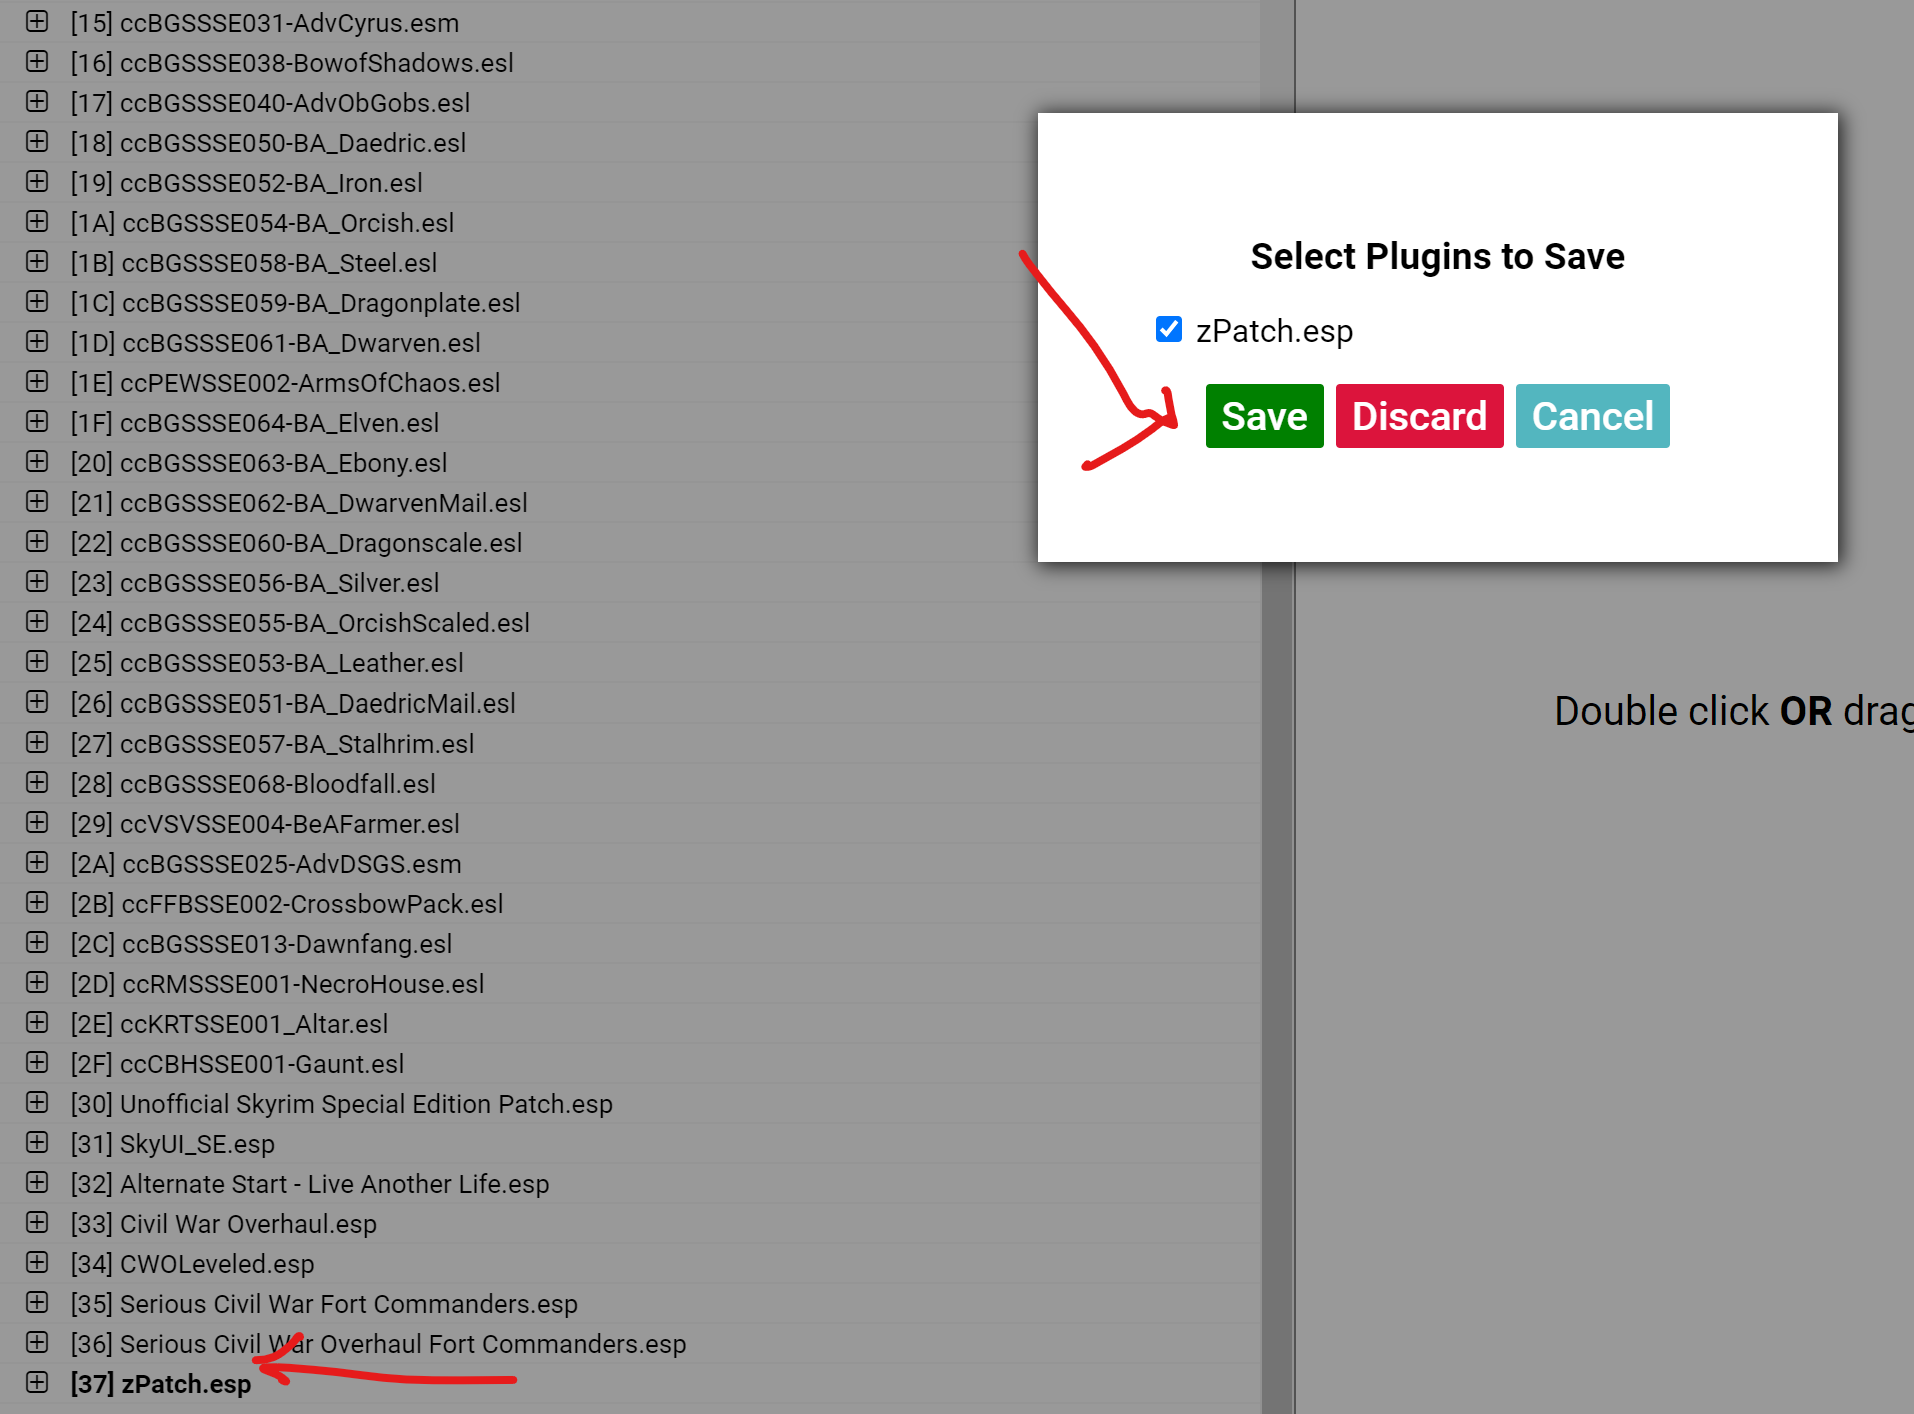 [15] ccBGSSSE031-AdvCyrus.esm
[16] ccBGSSSE038-BowofShadows.esl
[17] ccBGSSSE040-AdvObGobs.esl
[18] ccBGSSSE050-BA_Daedric.esl
[19] ccBGSSSE052-BA_Iron.esl
[1A] ccBGSSSE054-BA_Orcish.esl
[1B] ccBGSSSE058-BA_Steel.esl
[1C] ccBGSSSE059-BA_Dragonplate.esl
[1D] ccBGSSSE061-BA_Dwarven.esl
[1E] ccPEWSSE002-ArmsOfChaos.esl
[1F] ccBGSSSE064-BA_Elven.esl
[20] ccBGSSSE063-BA_Ebony.esl
[21] ccBGSSSE062-BA_DwarvenMail.esl
[22] ccBGSSSE060-BA_Dragonscale.esl
[23] ccBGSSSE056-BA_Silver.esl
[24] ccBGSSSE055-BA_OrcishScaled.esl
[25] ccBGSSSE053-BA_Leather.esl
[26] ccBGSSSE051-BA_DaedricMail.esl
[27] ccBGSSSE057-BA_Stalhrim.esl
[28] ccBGSSSE068-Bloodfall.esl
[29] ccVSVSSE004-BeAFarmer.esl
[2A] ccBGSSSE025-AdvDSGS.esm
[2B] ccFFBSSE002-CrossbowPack.esl
[2C] ccBGSSSE013-Dawnfang.esl
[2D] ccRMSSSE001-NecroHouse.esl
[2E] ccKRTSSE001_Altar.esl
[2F] ccCBHSSE001-Gaunt.esl
[30] Unofficial Skyrim Special Edition Patch.esp
[31] SkyUI_SE.esp
[32] Alternate Start - Live Another Life.esp
[33] Civil War Overhaul.esp
[34] CWOLeveled.esp
[35] Serious Civil War Fort Commanders.esp
[36] Serious Civil War Overhaul Fort Commanders.esp
[37] zPatch.esp
Select Plugins to Save
zPatch.esp
Save Discard Cancel
Double click OR drag